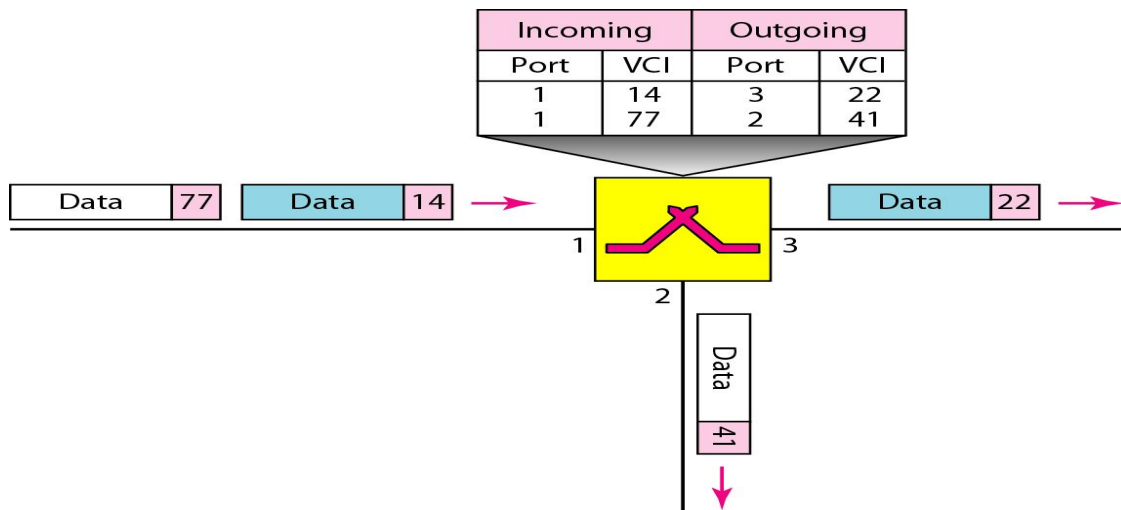 Incoming Outgoing
Port VCI Port VCI
1 14 3 22
1 77 2 41
Data 77 Data 14 Data 22
1 3
2
Data 41